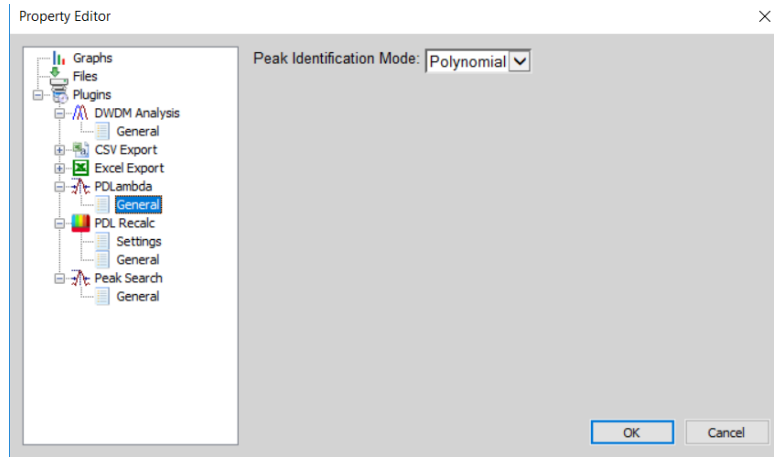 Property Editor
Graphs
Files
Plugins
DWDM Analysis
General
CSV Export
Excel Export
PDLambda
General
PDL Recalc
Settings
General
Peak Search
General
Peak Identification Mode: Polynomial
OK Cancel